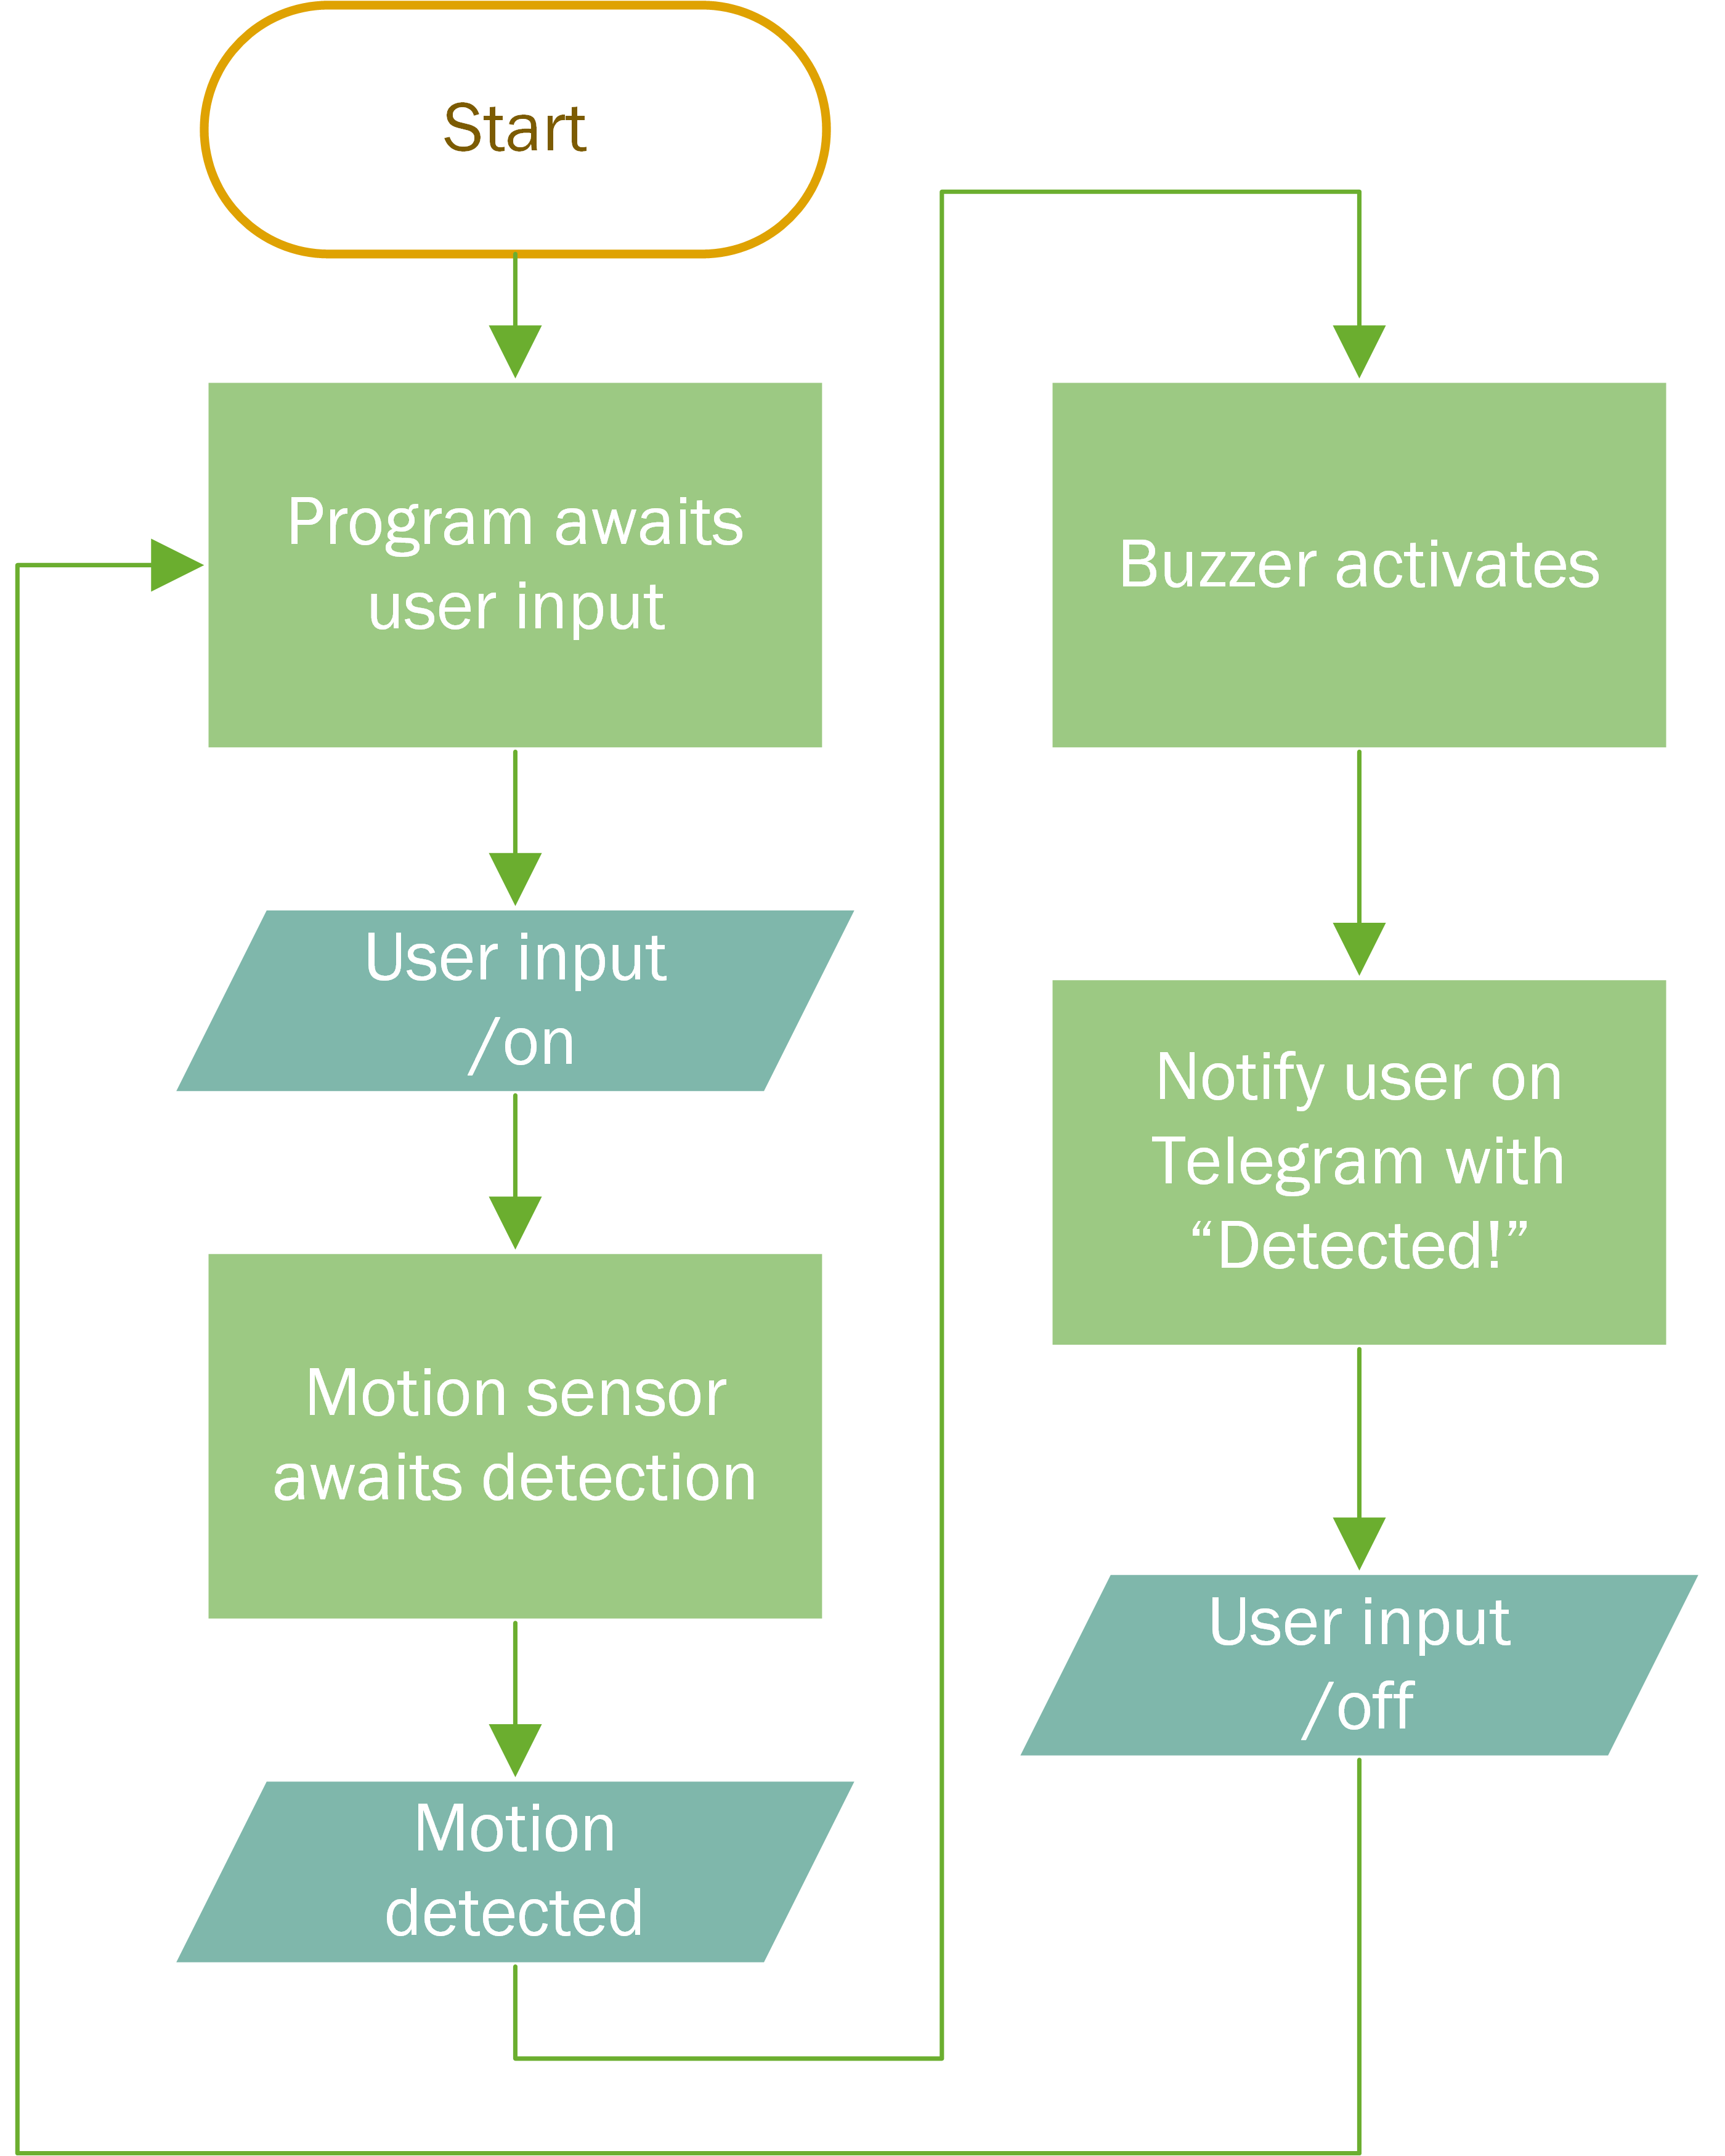 Start
Program awaits
user input
User input
/on
Motion sensor
awaits detection
Motion
detected
Buzzer activates
Notify user on
Telegram with
“Detected!”
User input
/off